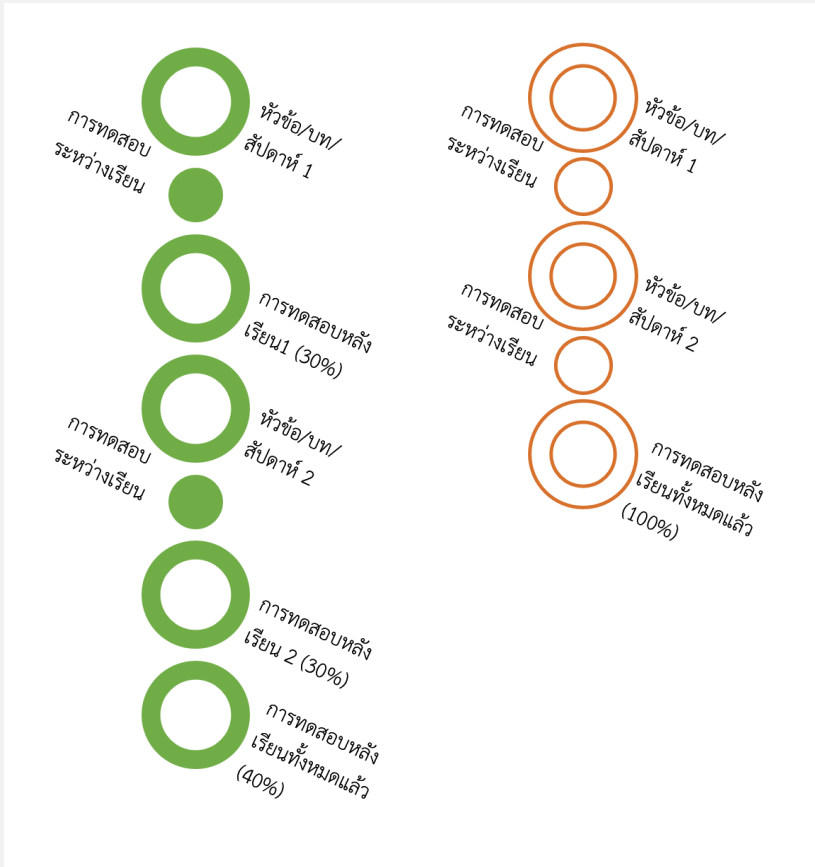 หัวข้อ/บท/
สัปดาห์ 1
การทดสอบ
ระหว่างเรียน
การทดสอบหลัง
เรียน1 (30%)
หัวข้อ/บท/
สัปดาห์ 2
การทดสอบ
ระหว่างเรียน
การทดสอบหลัง
เรียน 2 (30%)
การทดสอบหลัง
เรียนทั้งหมดแล้ว
(40%)
หัวข้อ/บท/
สัปดาห์ 1
การทดสอบ
ระหว่างเรียน
หัวข้อ/บท/
สัปดาห์ 2
การทดสอบ
ระหว่างเรียน
การทดสอบหลัง
เรียนทั้งหมดแล้ว
(100%)